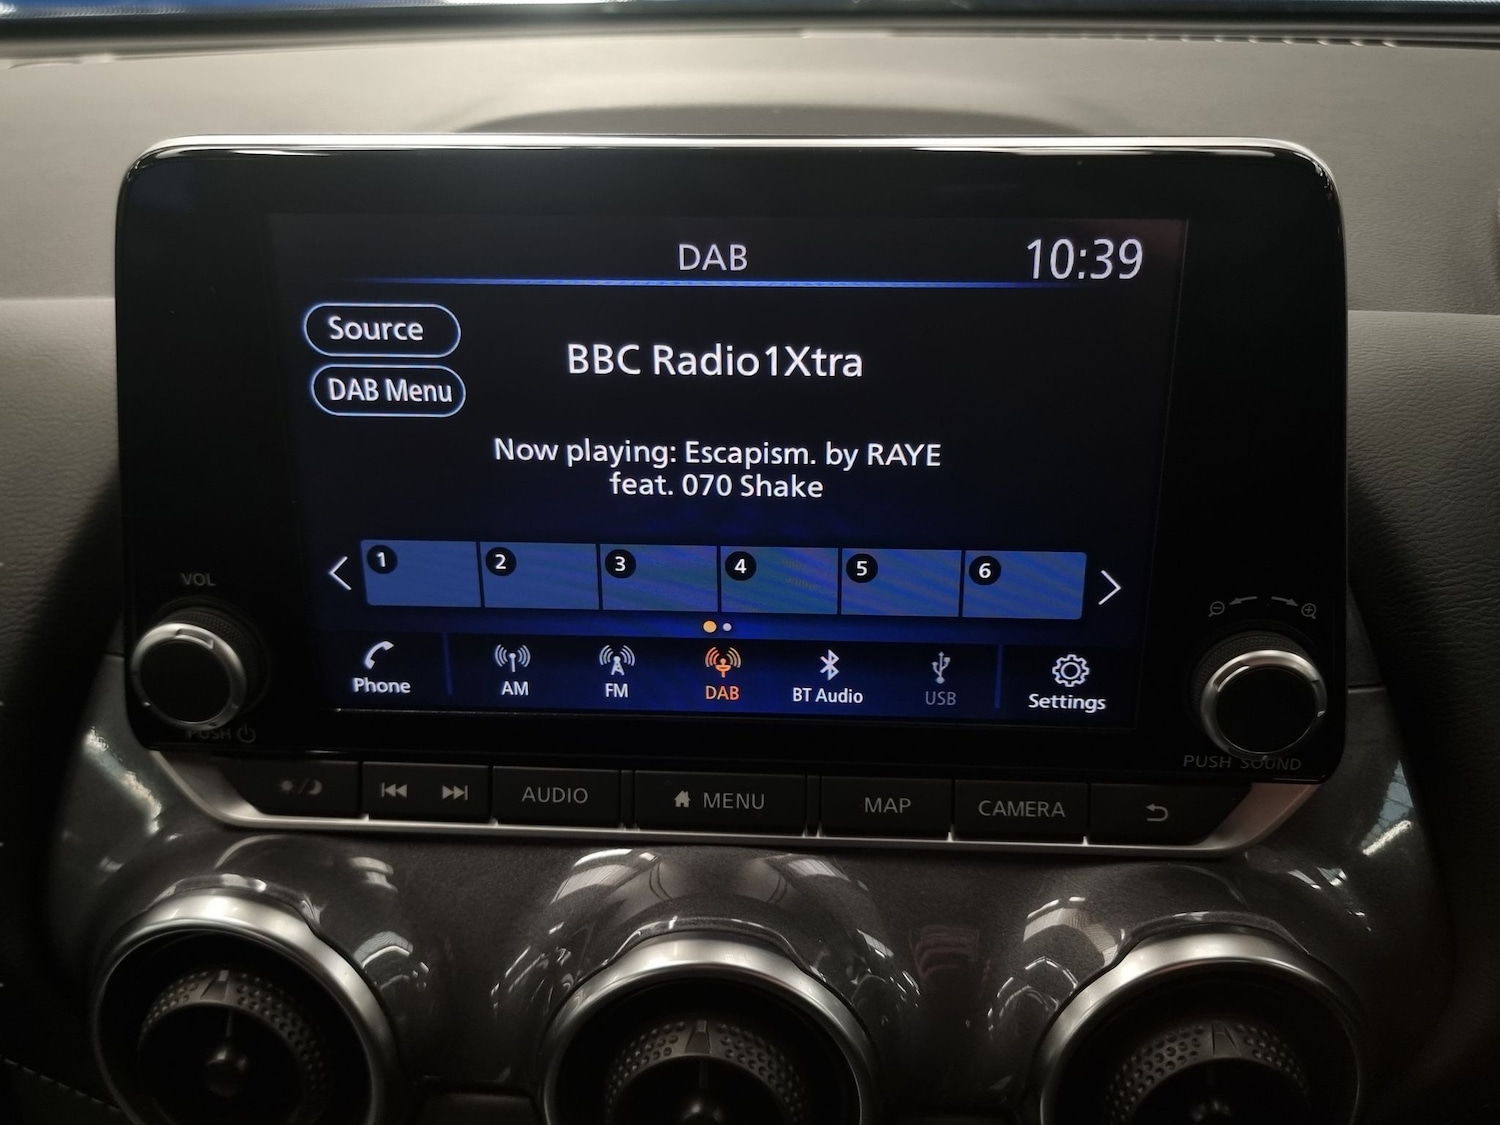 DAB
10:39
Source
BBC Radio1Xtra
DAB Menu
Now playing: Escapism. by RAYE
feat. 070 Shake
1 2 3 4 5 6
Phone
AM
FM
DAB
BT Audio
USB
Settings
VOL
PUSH
PUSH SOUND
AUDIO
MENU
MAP
CAMERA